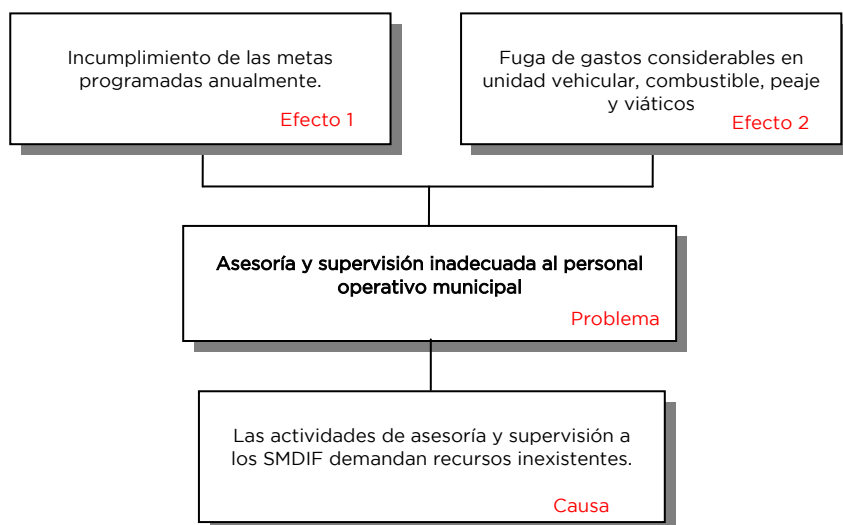 Incumplimiento de las metas
programadas anualmente.
Efecto 1
Fuga de gastos considerables en
unidad vehicular, combustible, peaje
y viáticos
Efecto 2
Asesoría y supervisión inadecuada al personal
operativo municipal
Problema
Las actividades de asesoría y supervisión a
los SMDIF demandan recursos inexistentes.
Causa